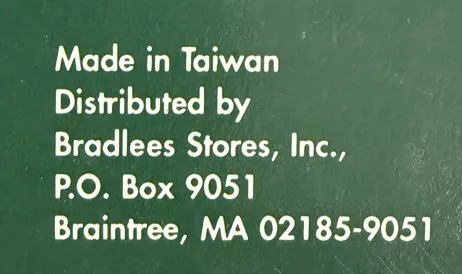 Made in Taiwan
Distributed by
Bradlees Stores, Inc.,
P.O. Box 9051
Braintree, MA 02185-9051